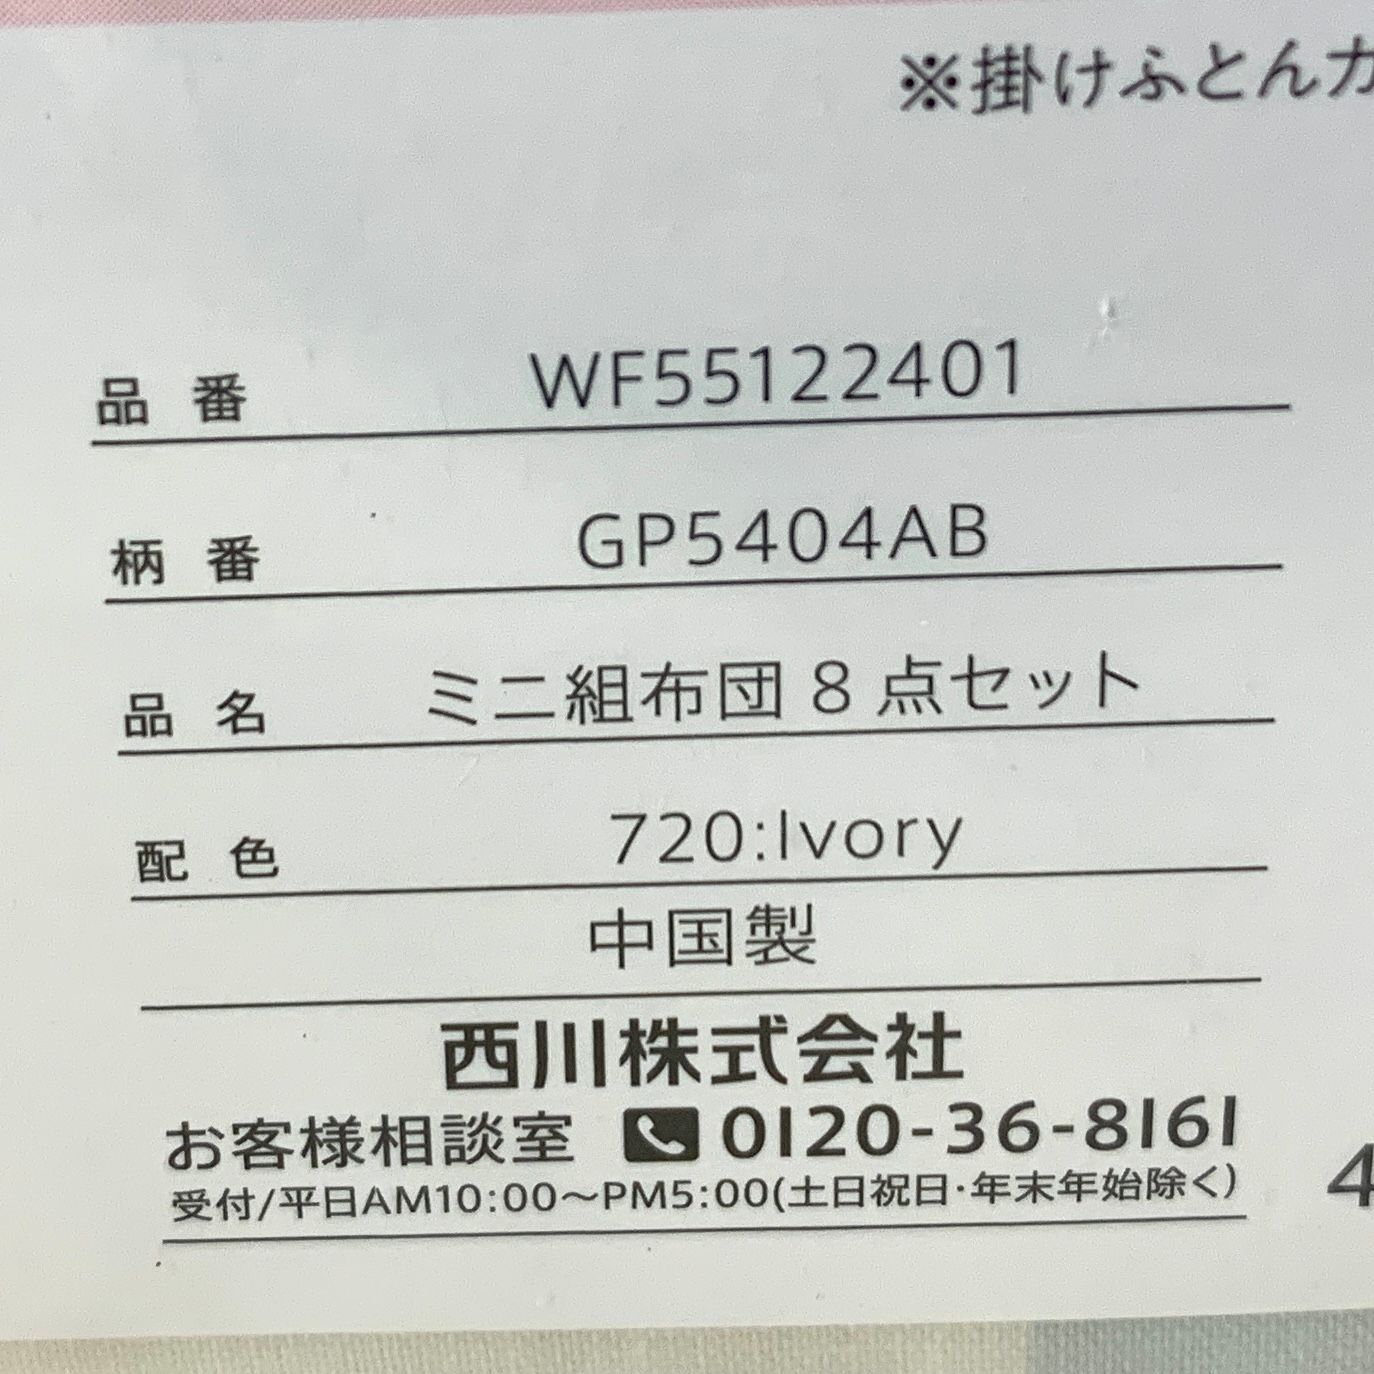 ※掛けふとんカ
品番 WF55122401
柄番 GP5404AB
品名 ミニ組布団8点セット
配色 720:Ivory
中国製
西川株式会社
お客様相談室 0120-36-8161
受付/平日AM10:00〜PM5:00(土日祝日・年末年始除く)
4